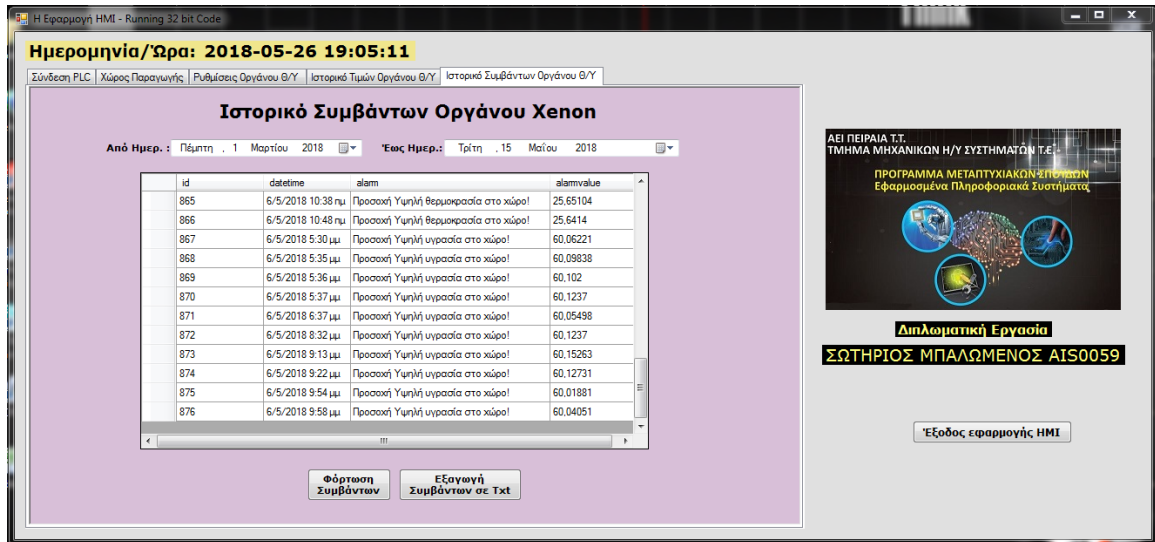 Η Εφαρμογή HMI - Running 32 bit Code
Ημερομηνία/Ώρα: 2018-05-26 19:05:11
Σύνδεση PLC Χώρος Παραγωγής Ρυθμίσεις Οργάνου Θ/Υ Ιστορικό Τιμών Οργάνου Θ/Υ Ιστορικό Συμβάντων Οργάνου Θ/Υ
Ιστορικό Συμβάντων Οργάνου Xenon
Από Ημερ. : Πέμπτη , 1 Μαρτίου 2018 Έως Ημερ.: Τρίτη , 15 Μαΐου 2018
id datetime alarm alarmvalue
865 6/5/2018 10:38 πμ Προσοχή Υψηλή θερμοκρασία στο χώρο! 25,65104
866 6/5/2018 10:48 πμ Προσοχή Υψηλή θερμοκρασία στο χώρο! 25,6414
867 6/5/2018 5:30 μμ Προσοχή Υψηλή υγρασία στο χώρο! 60,06221
868 6/5/2018 5:35 μμ Προσοχή Υψηλή υγρασία στο χώρο! 60,09838
869 6/5/2018 5:36 μμ Προσοχή Υψηλή υγρασία στο χώρο! 60,102
870 6/5/2018 5:37 μμ Προσοχή Υψηλή υγρασία στο χώρο! 60,1237
871 6/5/2018 6:37 μμ Προσοχή Υψηλή υγρασία στο χώρο! 60,05498
872 6/5/2018 8:32 μμ Προσοχή Υψηλή υγρασία στο χώρο! 60,1237
873 6/5/2018 9:13 μμ Προσοχή Υψηλή υγρασία στο χώρο! 60,15263
874 6/5/2018 9:22 μμ Προσοχή Υψηλή υγρασία στο χώρο! 60,12731
875 6/5/2018 9:54 μμ Προσοχή Υψηλή υγρασία στο χώρο! 60,01881
876 6/5/2018 9:58 μμ Προσοχή Υψηλή υγρασία στο χώρο! 60,04051
Φόρτωση
Συμβάντων
Εξαγωγή
Συμβάντων σε Txt
ΑΕΙ ΠΕΙΡΑΙΑ Τ.Τ.
ΤΜΗΜΑ ΜΗΧΑΝΙΚΩΝ Η/Υ ΣΥΣΤΗΜΑΤΩΝ Τ.Ε.
ΠΡΟΓΡΑΜΜΑ ΜΕΤΑΠΤΥΧΙΑΚΩΝ ΣΠΟΥΔΩΝ
Εφαρμοσμένα Πληροφοριακά Συστήματα
Διπλωματική Εργασία
ΣΩΤΗΡΙΟΣ ΜΠΑΛΩΜΕΝΟΣ AIS0059
Έξοδος εφαρμογής HMI